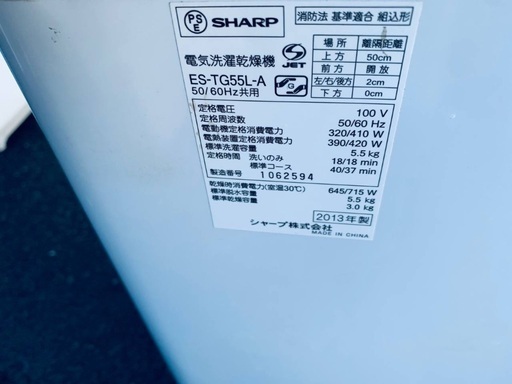 PSE SHARP
消防法 基準適合 組込形
場所 離隔距離
上方 50cm
前方 開放
左/右/後方 2cm
下方 0cm
電気洗濯乾燥機
ES-TG55L-A
50/60Hz共用
S JET
定格電圧 100 V
定格周波数 50/60 Hz
電動機定格消費電力 320/410 W
電熱装置定格消費電力 390/420 W
標準洗濯容量 5.5 kg
定格時間 洗いのみ 18/18 min
標準コース 40/37 min
製造番号 1062594
乾燥時消費電力(室温30℃) 645/715 W
標準脱水容量 5.5 kg
標準乾燥容量 3.0 kg
2013年製
シャープ株式会社
MADE IN CHINA